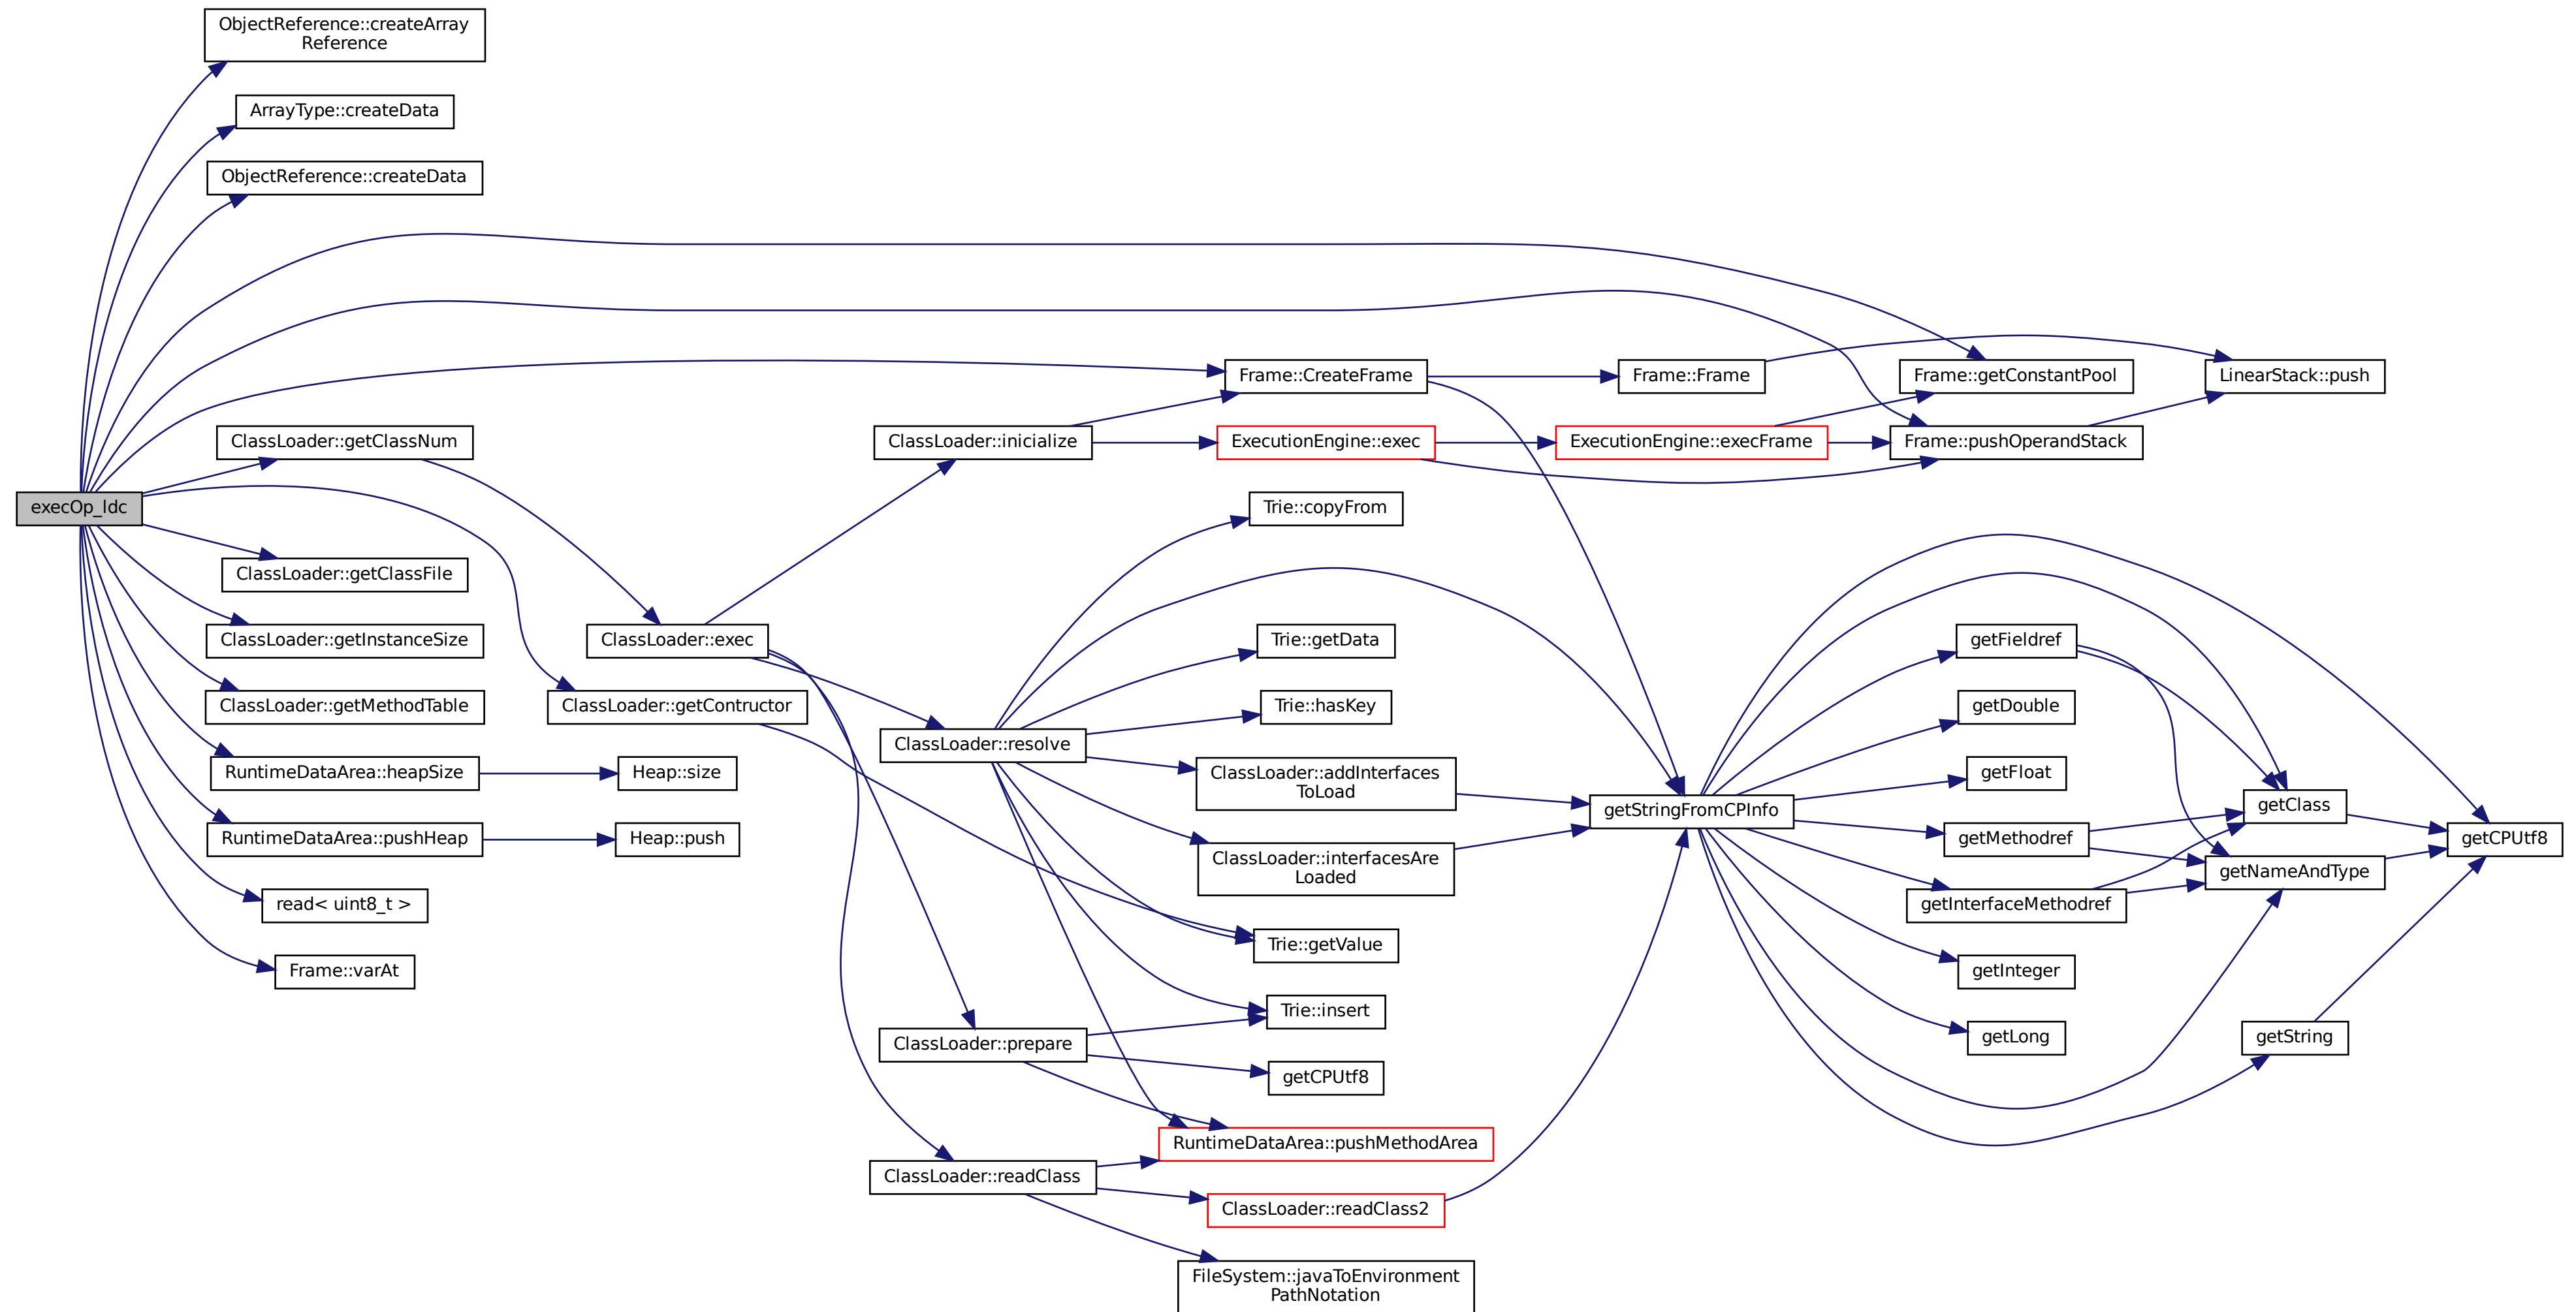 ObjectReference::createArray
Reference
ArrayType::createData
ObjectReference::createData
Frame::CreateFrame
Frame::Frame
Frame::getConstantPool
LinearStack::push
ClassLoader::getClassNum
ClassLoader::inicialize
ExecutionEngine::exec
ExecutionEngine::execFrame
Frame::pushOperandStack
execOp_ldc
Trie::copyFrom
ClassLoader::getClassFile
ClassLoader::getInstanceSize
ClassLoader::exec
Trie::getData
getFieldref
ClassLoader::getMethodTable
ClassLoader::getContructor
Trie::hasKey
getDouble
ClassLoader::resolve
RuntimeDataArea::heapSize
Heap::size
ClassLoader::addInterfaces
ToLoad
getFloat
getStringFromCPInfo
getClass
RuntimeDataArea::pushHeap
Heap::push
getMethodref
getCPUtf8
ClassLoader::interfacesAre
Loaded
getNameAndType
read< uint8_t >
getInterfaceMethodref
Trie::getValue
Frame::varAt
getInteger
Trie::insert
ClassLoader::prepare
getLong
getString
getCPUtf8
RuntimeDataArea::pushMethodArea
ClassLoader::readClass
ClassLoader::readClass2
FileSystem::javaToEnvironment
PathNotation